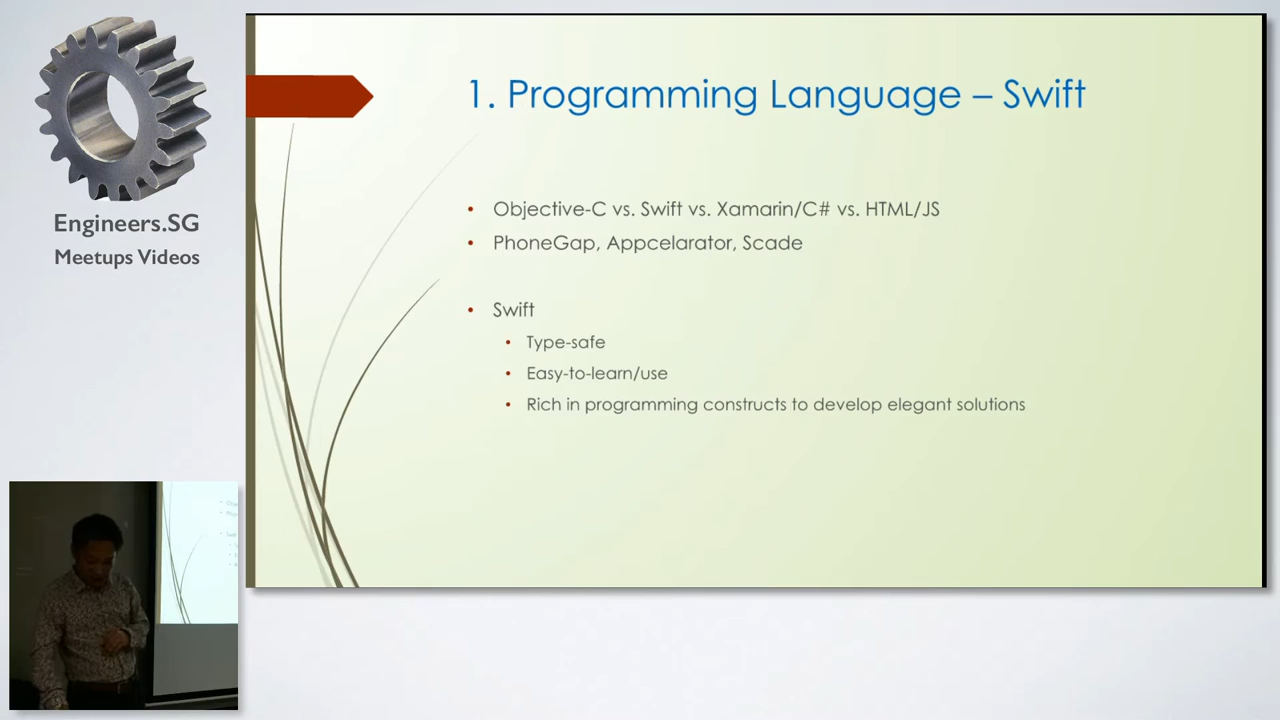 Engineers.SG
Meetups Videos
1. Programming Language – Swift
• Objective-C vs. Swift vs. Xamarin/C# vs. HTML/JS
• PhoneGap, Appcelarator, Scade
• Swift
• Type-safe
• Easy-to-learn/use
• Rich in programming constructs to develop elegant solutions